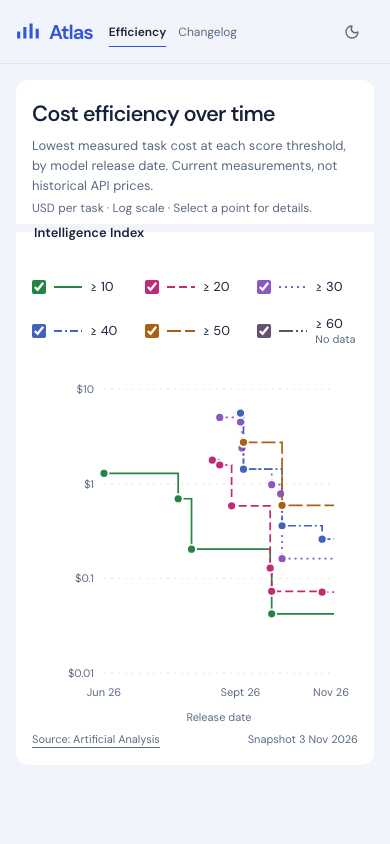 Atlas Efficiency Changelog
Cost efficiency over time
Lowest measured task cost at each score threshold,
by model release date. Current measurements, not
historical API prices.
USD per task · Log scale · Select a point for details.
Intelligence Index
≥ 10 ≥ 20 ≥ 30
≥ 40 ≥ 50 ≥ 60
No data
$10
$1
$0.1
$0.01
Jun 26 Sept 26 Nov 26
Release date
Source: Artificial Analysis Snapshot 3 Nov 2026